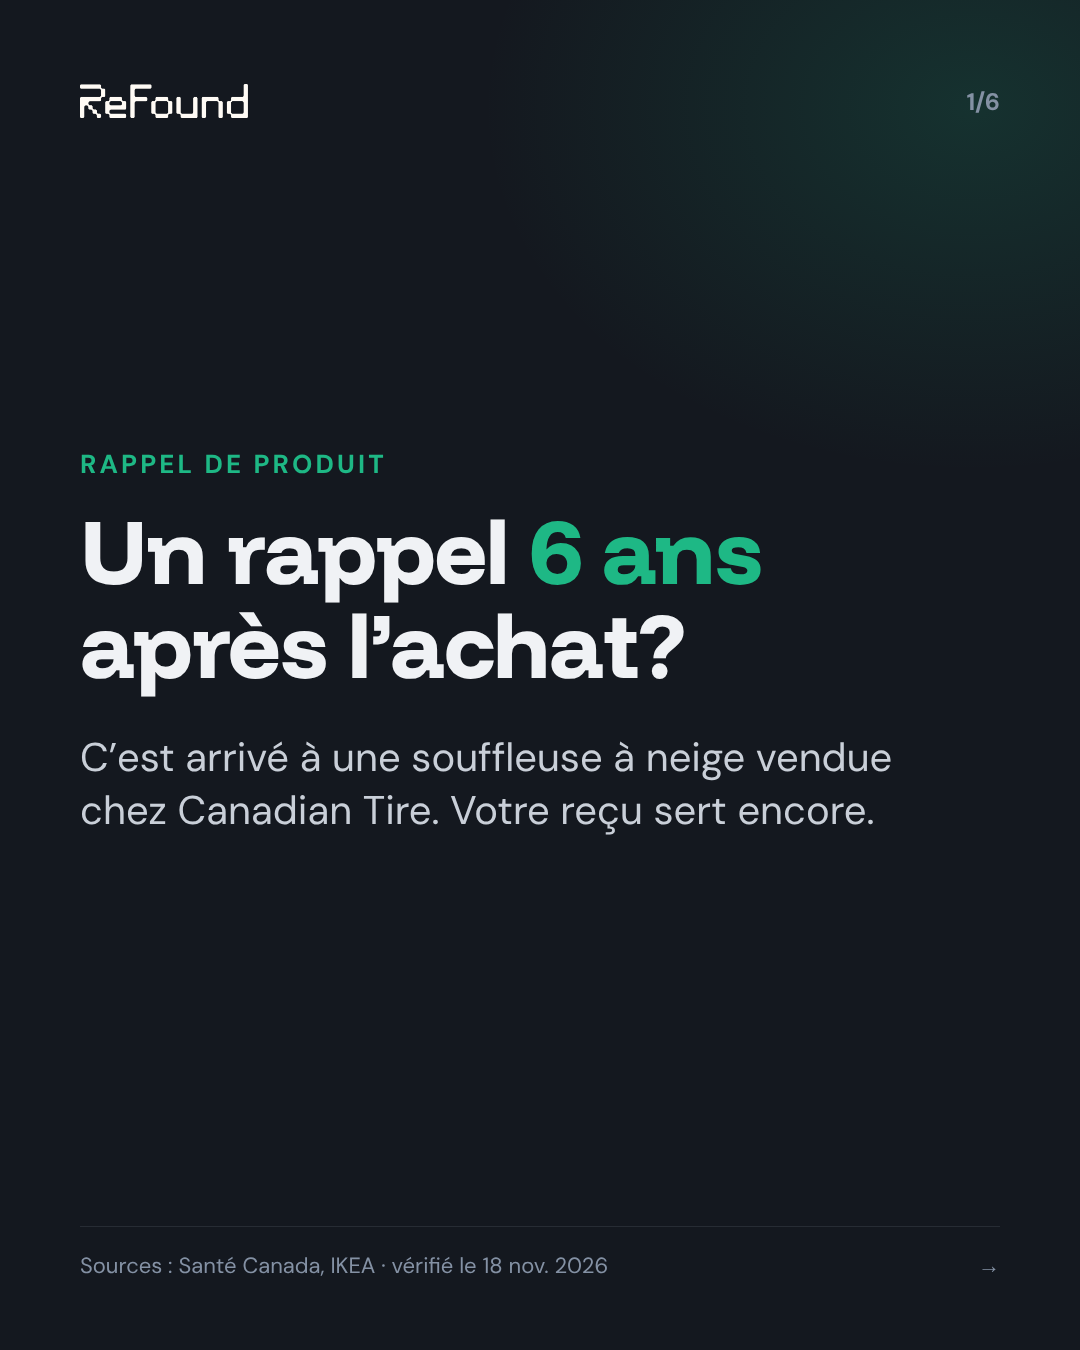 ReFound
1/6
RAPPEL DE PRODUIT
Un rappel 6 ans
après l’achat?
C’est arrivé à une souffleuse à neige vendue
chez Canadian Tire. Votre reçu sert encore.
Sources : Santé Canada, IKEA · vérifié le 18 nov. 2026
→